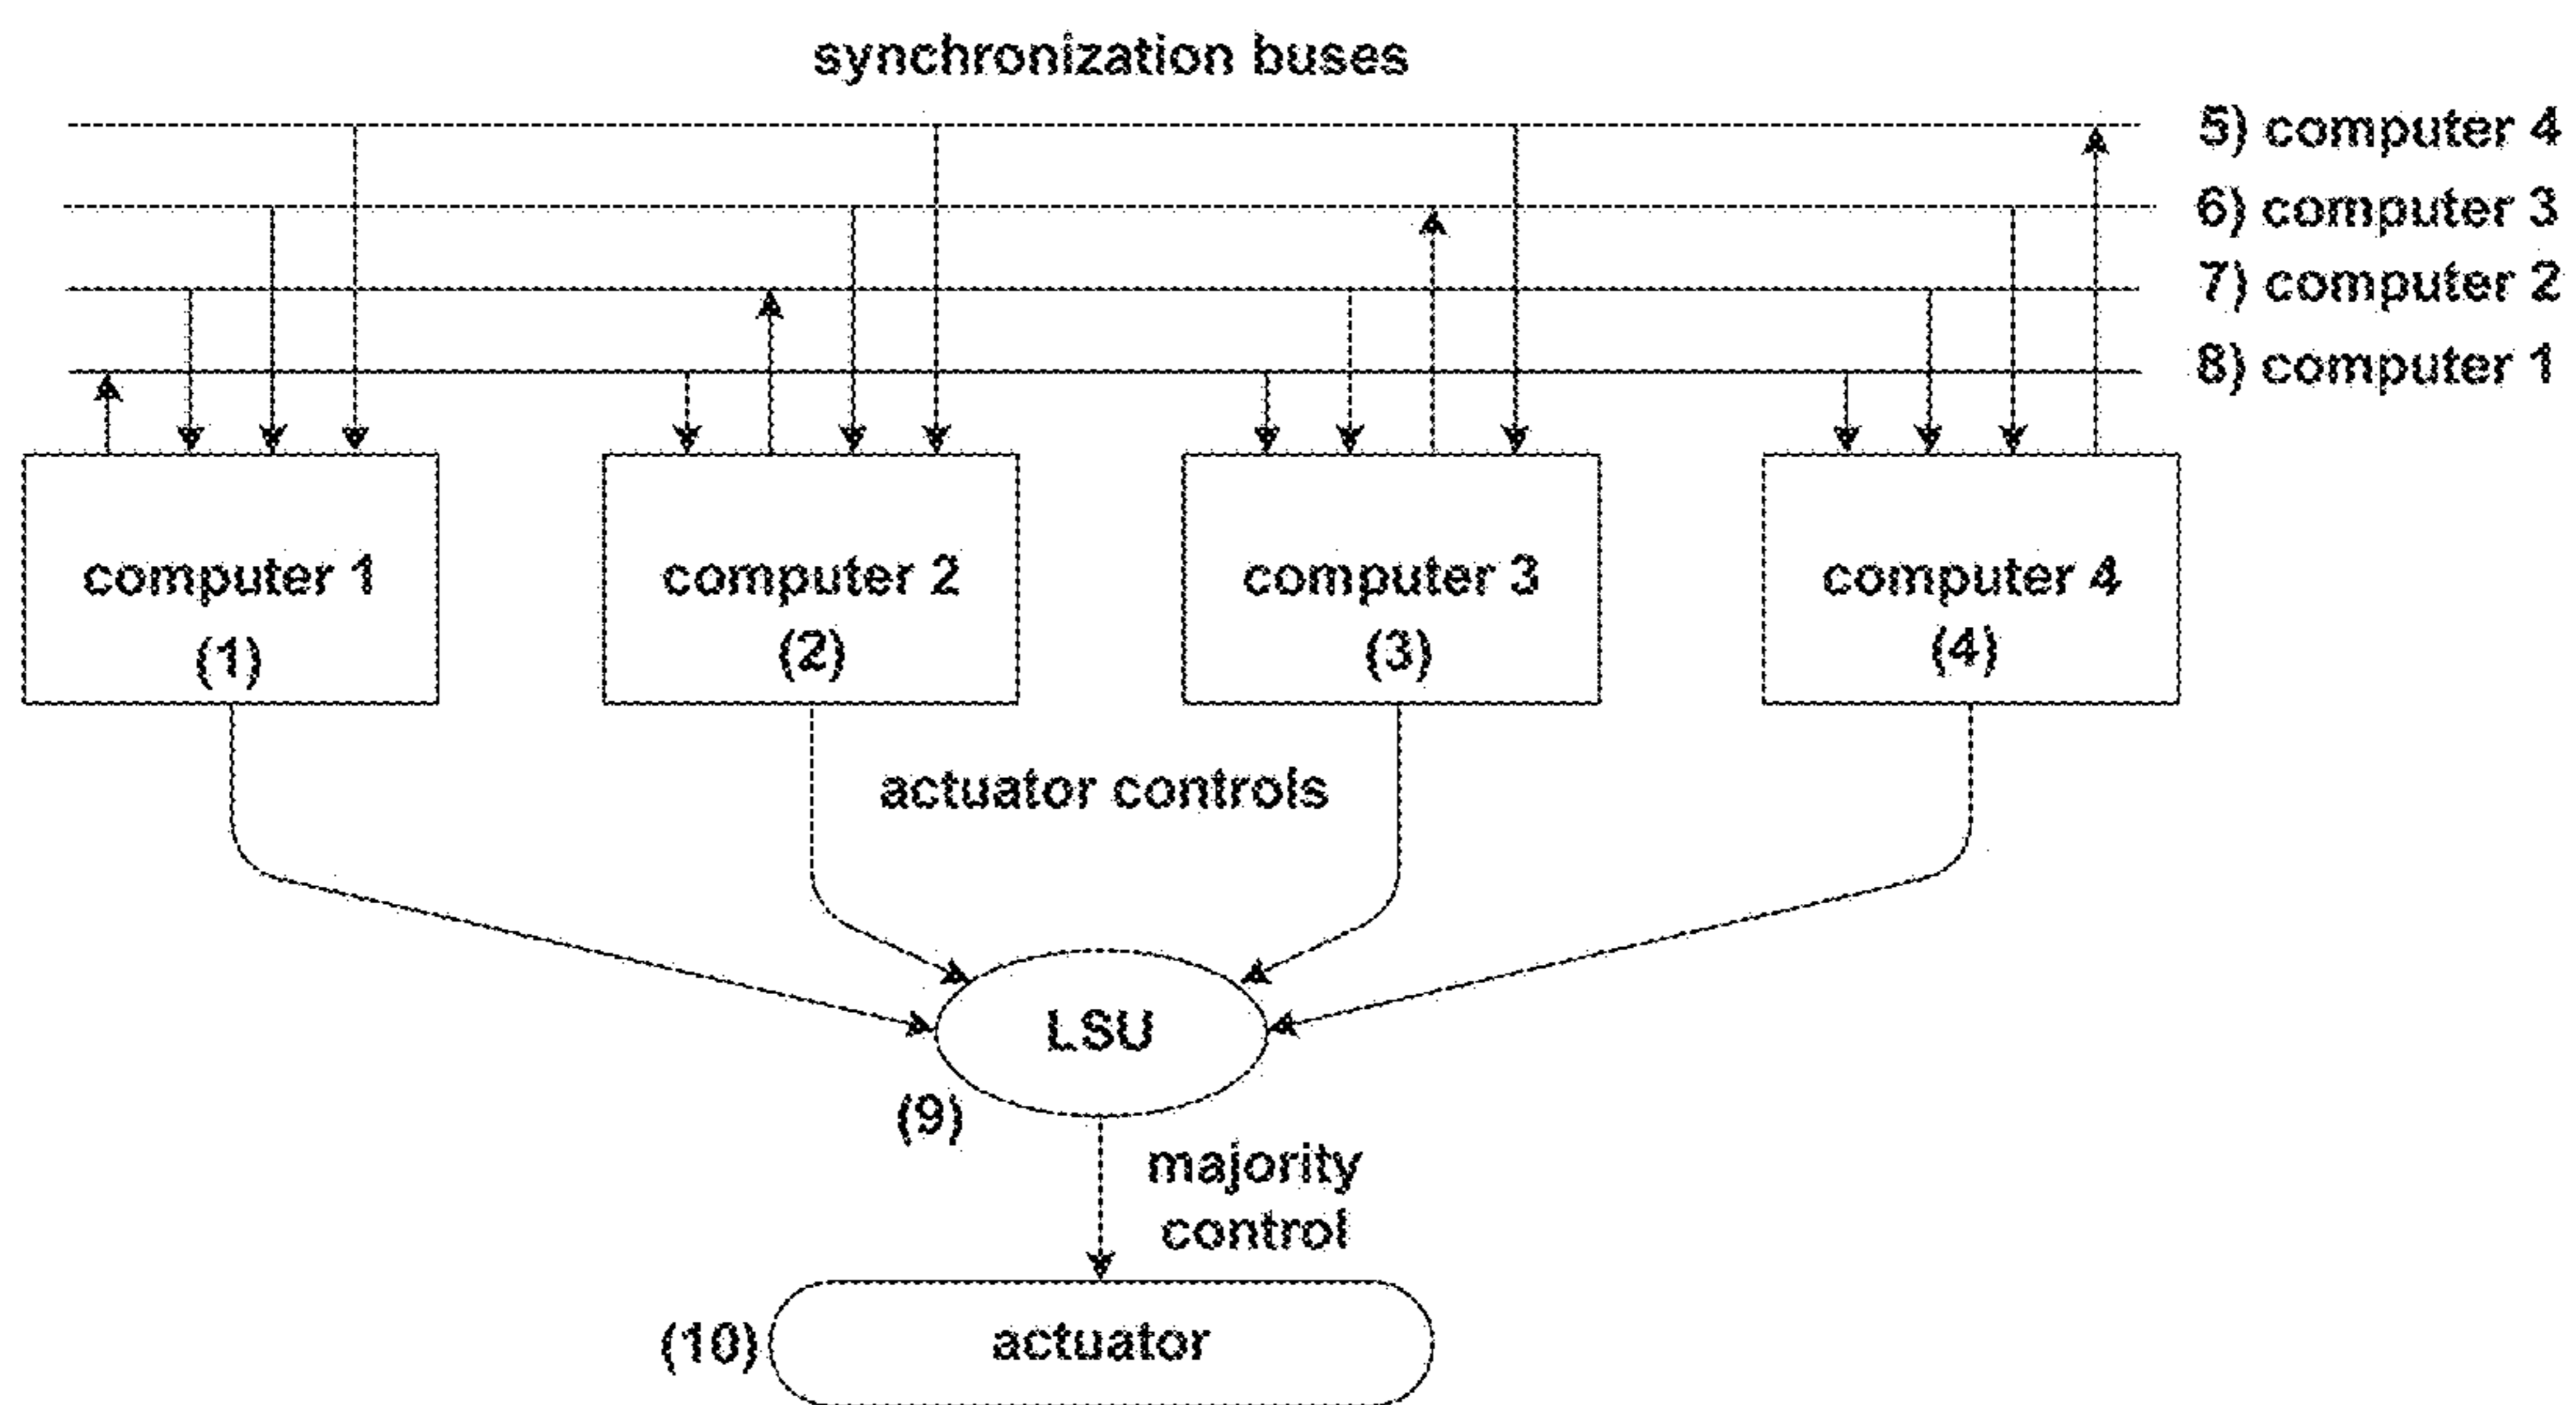 synchronization buses
5) computer 4
6) computer 3
7) computer 2
8) computer 1
computer 1
(1)
computer 2
(2)
computer 3
(3)
computer 4
(4)
actuator controls
LSU
(9)
majority
control
(10)
actuator